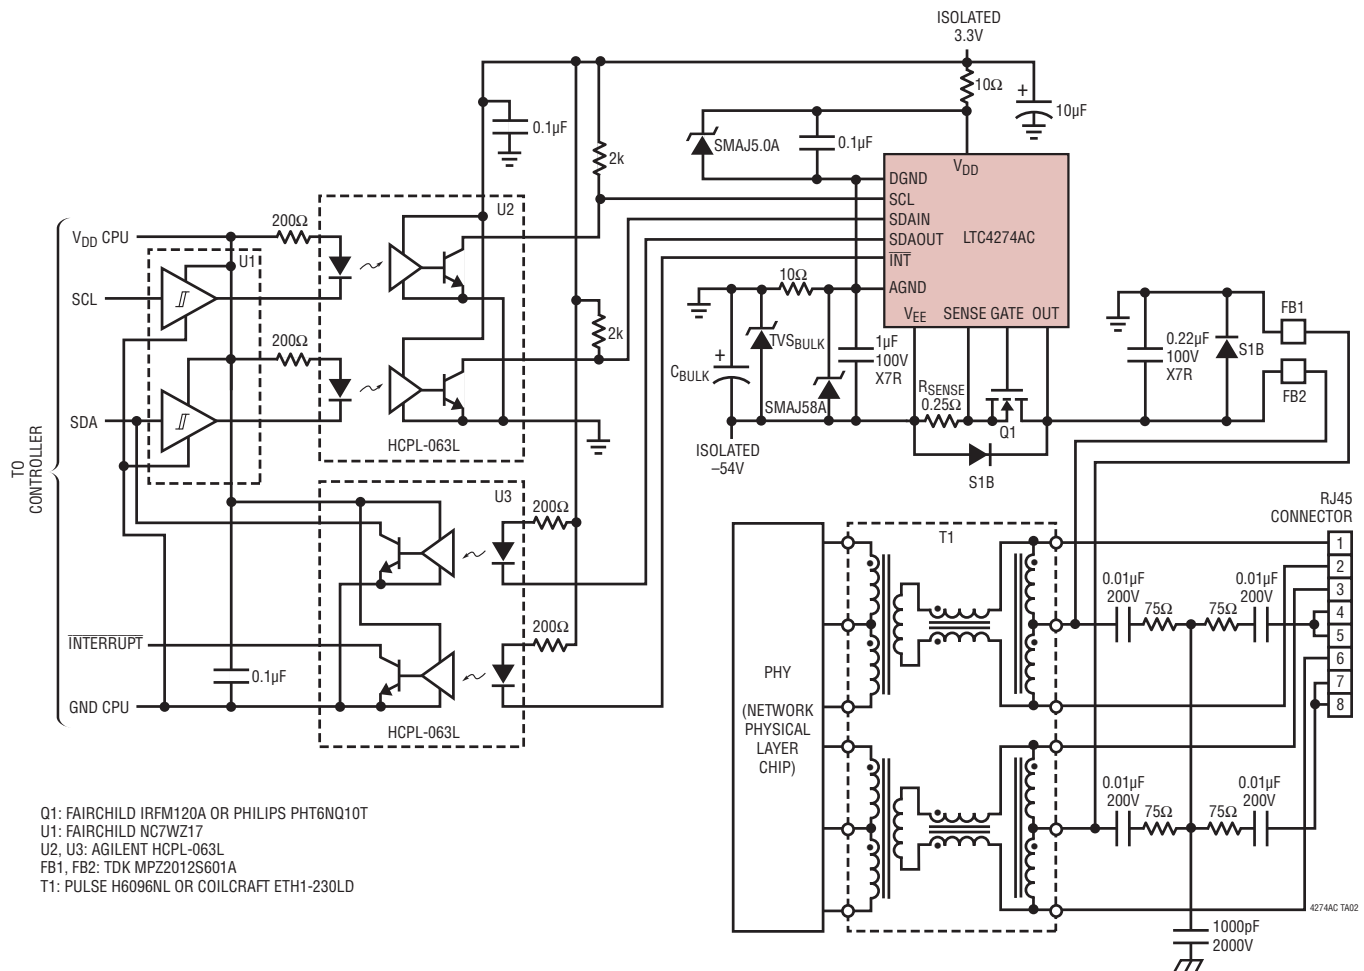 ISOLATED
3.3V
10Ω
+
10µF
0.1µF
2k
SMAJ5.0A
0.1µF
VDD
DGND
SCL
SDAIN
SDAOUT
INT
AGND
LTC4274AC
VEE
SENSE
GATE
OUT
U2
200Ω
VDD CPU
U1
SCL
200Ω
SDA
HCPL-063L
2k
10Ω
+
CBULK
TVSBULK
SMAJ58A
1µF
100V
X7R
RSENSE
0.25Ω
Q1
S1B
ISOLATED
–54V
0.22µF
100V
X7R
S1B
FB1
FB2
TO
CONTROLLER
U3
200Ω
200Ω
INTERRUPT
0.1µF
GND CPU
HCPL-063L
RJ45
CONNECTOR
1
2
3
4
5
6
7
8
T1
PHY
(NETWORK
PHYSICAL
LAYER
CHIP)
0.01µF
200V
75Ω
75Ω
0.01µF
200V
0.01µF
200V
75Ω
75Ω
0.01µF
200V
1000pF
2000V
Q1: FAIRCHILD IRFM120A OR PHILIPS PHT6NQ10T
U1: FAIRCHILD NC7WZ17
U2, U3: AGILENT HCPL-063L
FB1, FB2: TDK MPZ2012S601A
T1: PULSE H6096NL OR COILCRAFT ETH1-230LD
4274AC TA02